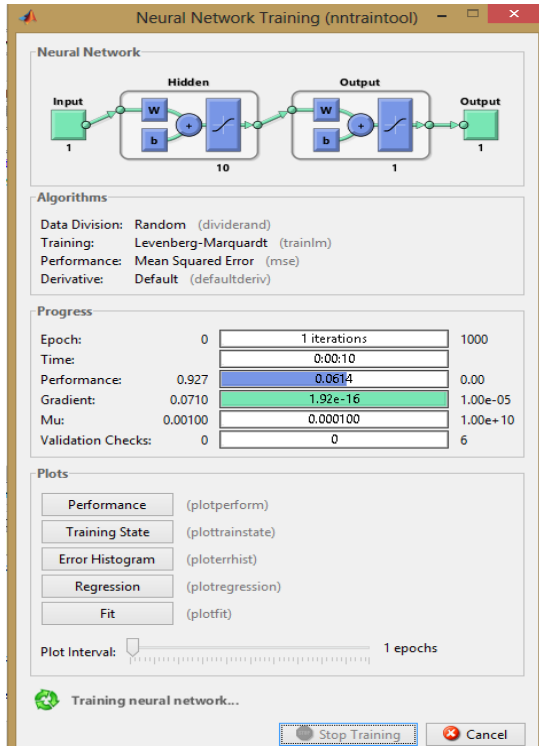 Neural Network Training (nntraintool)
Neural Network
Hidden Output
Input Output
W W
+ +
b b
1 10 1 1
Algorithms
Data Division: Random (dividerand)
Training: Levenberg-Marquardt (trainlm)
Performance: Mean Squared Error (mse)
Derivative: Default (defaultderiv)
Progress
Epoch: 0 1 iterations 1000
Time: 0:00:10
Performance: 0.927 0.0614 0.00
Gradient: 0.0710 1.92e-16 1.00e-05
Mu: 0.00100 0.000100 1.00e+10
Validation Checks: 0 0 6
Plots
Performance (plotperform)
Training State (plottrainstate)
Error Histogram (ploterrhist)
Regression (plotregression)
Fit (plotfit)
Plot Interval: 1 epochs
Training neural network...
Stop Training Cancel